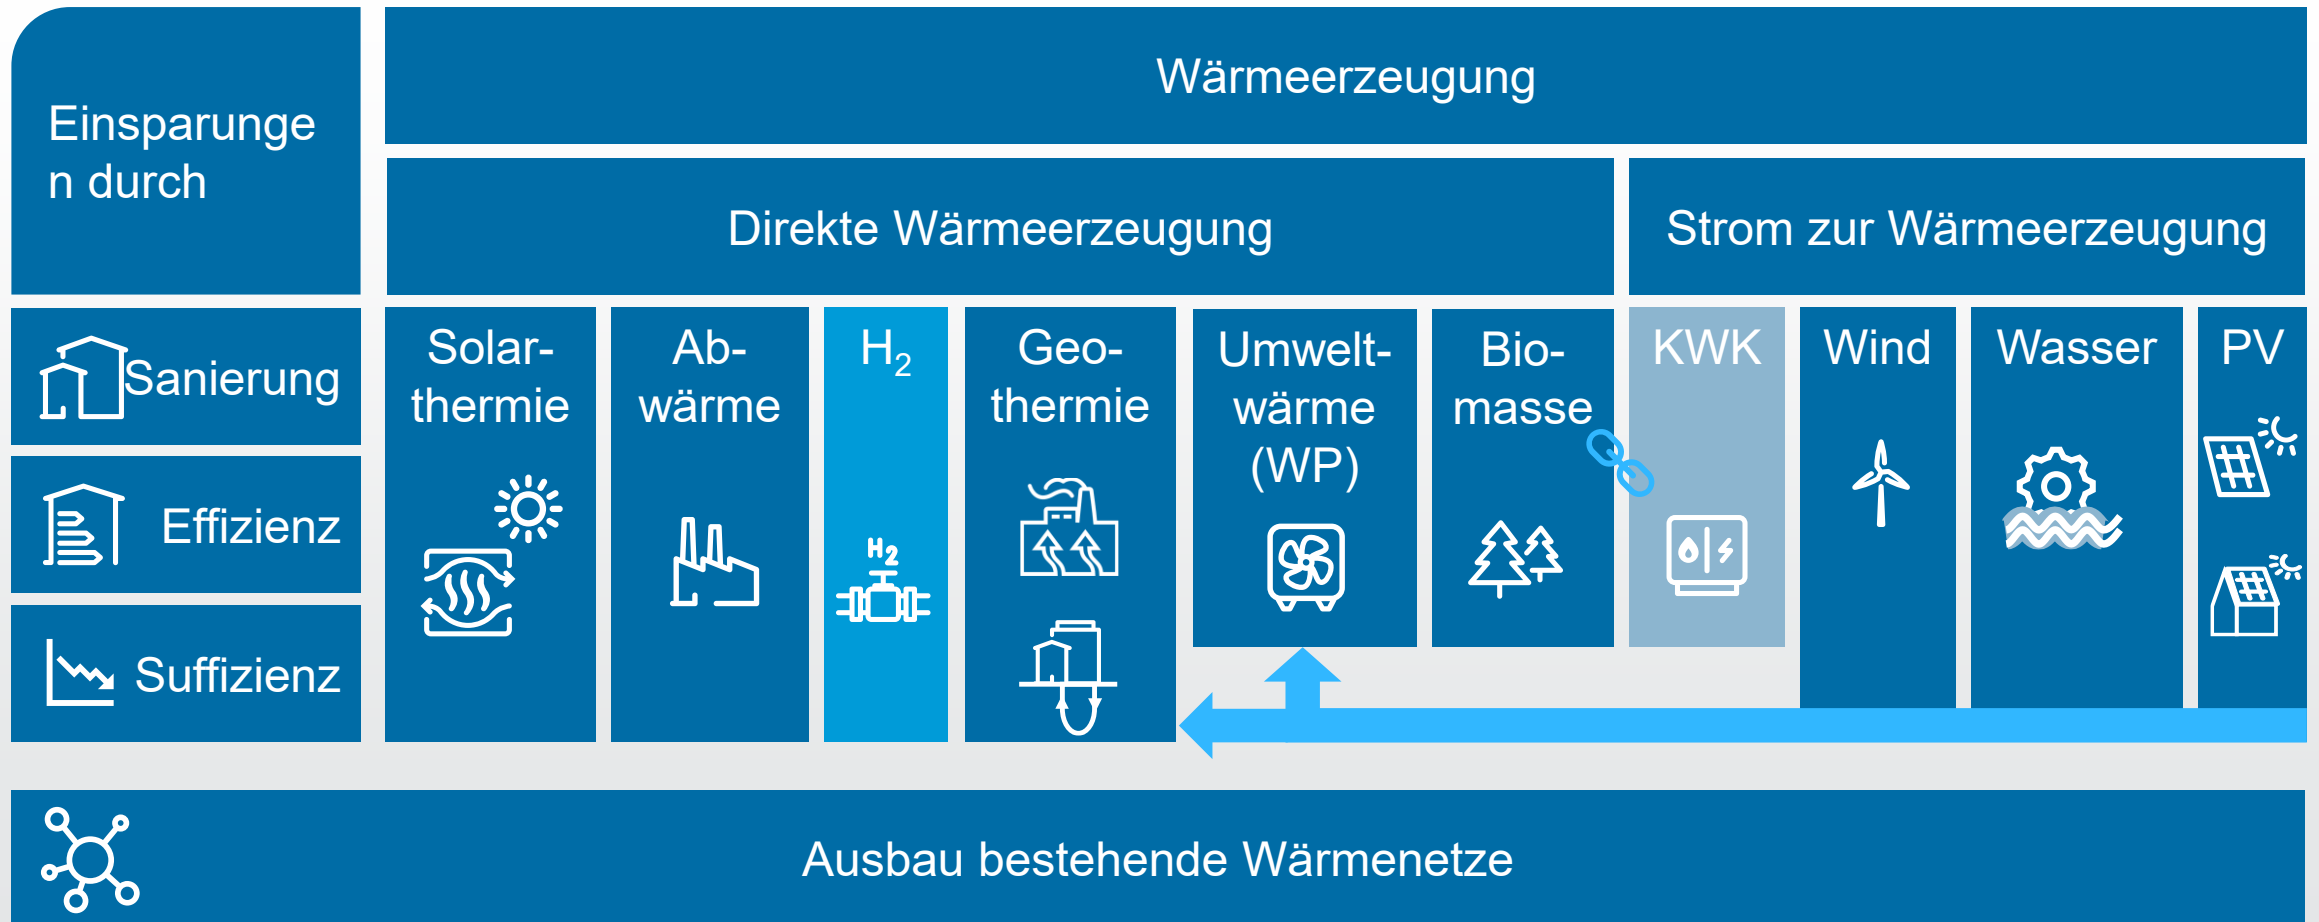 Einsparunge
n durch
Wärmeerzeugung
Direkte Wärmeerzeugung
Strom zur Wärmeerzeugung
Sanierung
Effizienz
Suffizienz
Solar-
thermie
Ab-
wärme
H₂
H2
Geo-
thermie
Umwelt-
wärme
(WP)
Bio-
masse
KWK
Wind
Wasser
PV
Ausbau bestehende Wärmenetze